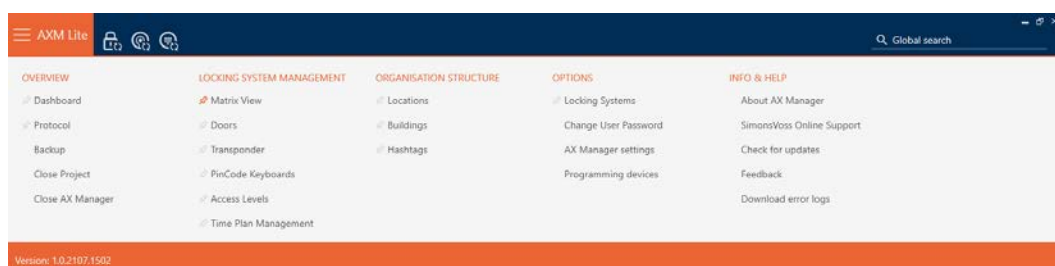 AXM Lite
Global search
OVERVIEW
Dashboard
Protocol
Backup
Close Project
Close AX Manager
LOCKING SYSTEM MANAGEMENT
Matrix View
Doors
Transponder
PinCode Keyboards
Access Levels
Time Plan Management
ORGANISATION STRUCTURE
Locations
Buildings
Hashtags
OPTIONS
Locking Systems
Change User Password
AX Manager settings
Programming devices
INFO & HELP
About AX Manager
SimonsVoss Online Support
Check for updates
Feedback
Download error logs
Version: 1.0.2107.1502